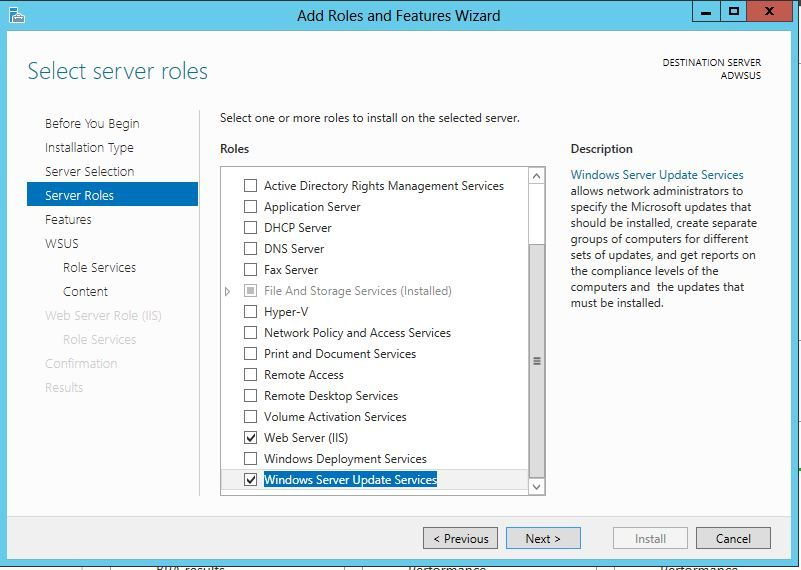 Add Roles and Features Wizard
Select server roles
DESTINATION SERVER
ADWSUS
Before You Begin
Installation Type
Server Selection
Server Roles
Features
WSUS
Role Services
Content
Web Server Role (IIS)
Role Services
Confirmation
Results
Select one or more roles to install on the selected server.
Roles
Active Directory Rights Management Services
Application Server
DHCP Server
DNS Server
Fax Server
File And Storage Services (Installed)
Hyper-V
Network Policy and Access Services
Print and Document Services
Remote Access
Remote Desktop Services
Volume Activation Services
Web Server (IIS)
Windows Deployment Services
Windows Server Update Services
Description
Windows Server Update Services
allows network administrators to
specify the Microsoft updates that
should be installed, create separate
groups of computers for different
sets of updates, and get reports on
the compliance levels of the
computers and the updates that
must be installed.
< Previous
Next >
Install
Cancel
BPA results
Performance
Performance